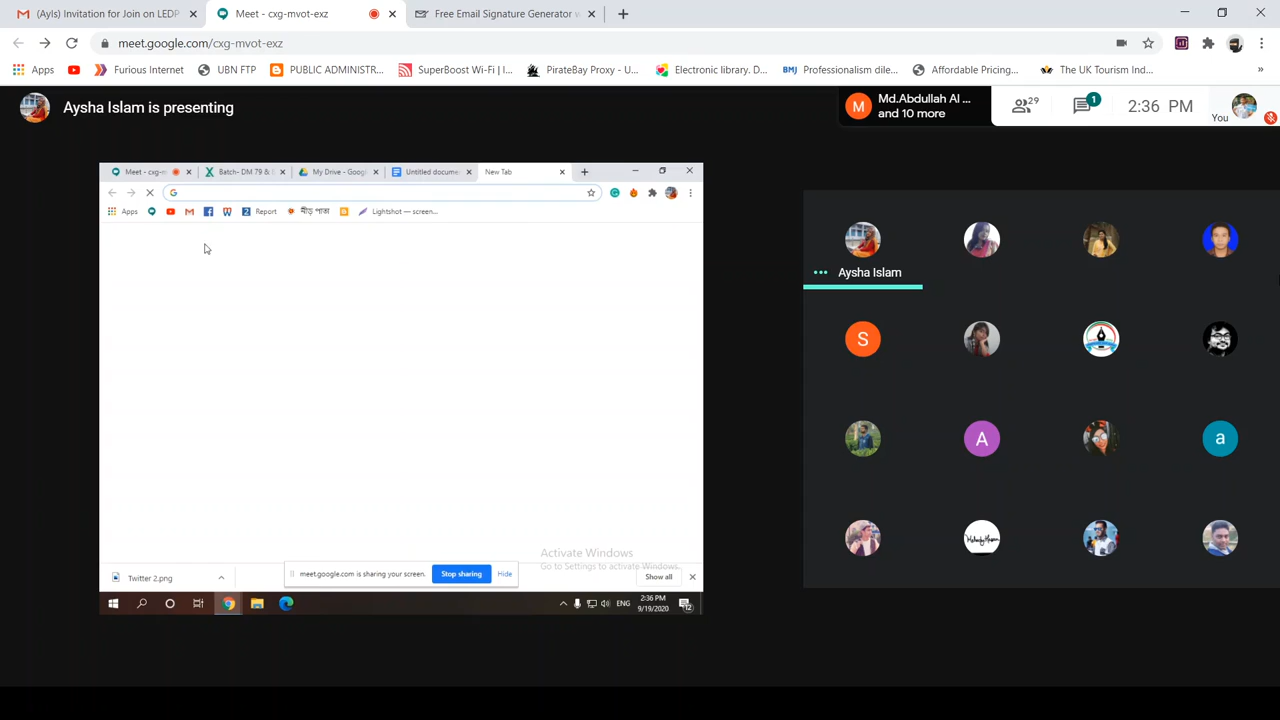 (AyIs) Invitation for Join on LEDP
Meet - cxg-mvot-exz
Free Email Signature Generator w
meet.google.com/cxg-mvot-exz
Apps
Furious Internet
UBN FTP
PUBLIC ADMINISTR...
SuperBoost Wi-Fi | I...
PirateBay Proxy - U...
Electronic library. D...
BMJ
Professionalism dile...
Affordable Pricing...
The UK Tourism Ind...
»
Aysha Islam is presenting
M
Md.Abdullah Al ...
and 10 more
29
1
2:36 PM
You
Meet - cxg-m
Batch- DM 79 &
My Drive - Googl
Untitled docume
New Tab
Apps
Report
নীড় পাতা
Lightshot — screen...
Aysha Islam
S
A
a
Activate Windows
Go to Settings to activate Windows.
Twitter 2.png
meet.google.com is sharing your screen.
Stop sharing
Hide
Show all
ENG
2:36 PM
9/19/2020
12